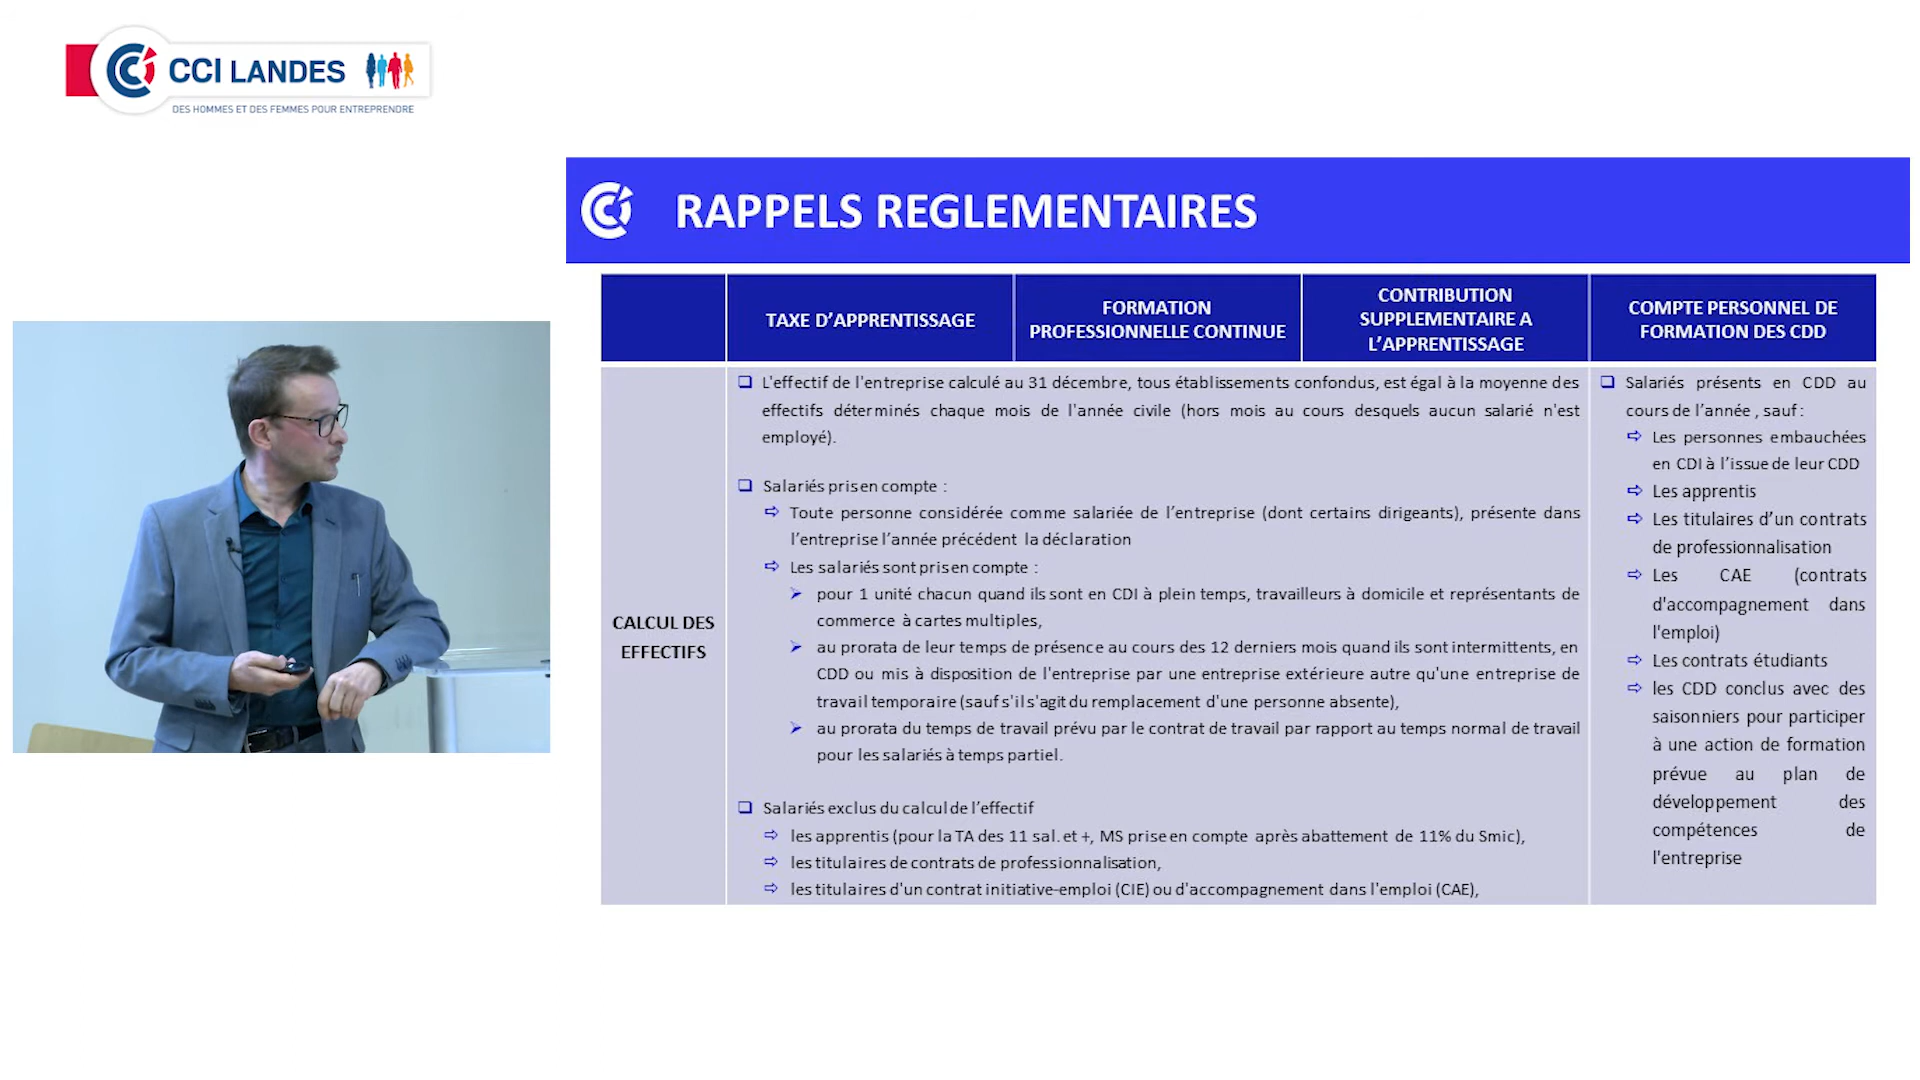 CCI LANDES
DES HOMMES ET DES FEMMES POUR ENTREPRENDRE
RAPPELS REGLEMENTAIRES
TAXE D’APPRENTISSAGE
FORMATION
PROFESSIONNELLE CONTINUE
CONTRIBUTION
SUPPLEMENTAIRE A
L’APPRENTISSAGE
COMPTE PERSONNEL DE
FORMATION DES CDD
CALCUL DES
EFFECTIFS
L'effectif de l'entreprise calculé au 31 décembre, tous établissements confondus, est égal à la moyenne des
effectifs déterminés chaque mois de l'année civile (hors mois au cours desquels aucun salarié n'est
employé).
Salariés pris en compte :
Toute personne considérée comme salariée de l’entreprise (dont certains dirigeants), présente dans
l’entreprise l’année précédent la déclaration
Les salariés sont pris en compte :
pour 1 unité chacun quand ils sont en CDI à plein temps, travailleurs à domicile et représentants de
commerce à cartes multiples,
au prorata de leur temps de présence au cours des 12 derniers mois quand ils sont intermittents, en
CDD ou mis à disposition de l'entreprise par une entreprise extérieure autre qu'une entreprise de
travail temporaire (sauf s'il s'agit du remplacement d'une personne absente),
au prorata du temps de travail prévu par le contrat de travail par rapport au temps normal de travail
pour les salariés à temps partiel.
Salariés exclus du calcul de l’effectif
les apprentis (pour la TA des 11 sal. et +, MS prise en compte après abattement de 11% du Smic),
les titulaires de contrats de professionnalisation,
les titulaires d'un contrat initiative-emploi (CIE) ou d'accompagnement dans l'emploi (CAE),
Salariés présents en CDD au
cours de l’année , sauf :
Les personnes embauchées
en CDI à l’issue de leur CDD
Les apprentis
Les titulaires d’un contrats
de professionnalisation
Les CAE (contrats
d'accompagnement dans
l'emploi)
Les contrats étudiants
les CDD conclus avec des
saisonniers pour participer
à une action de formation
prévue au plan de
développement des
compétences de
l'entreprise